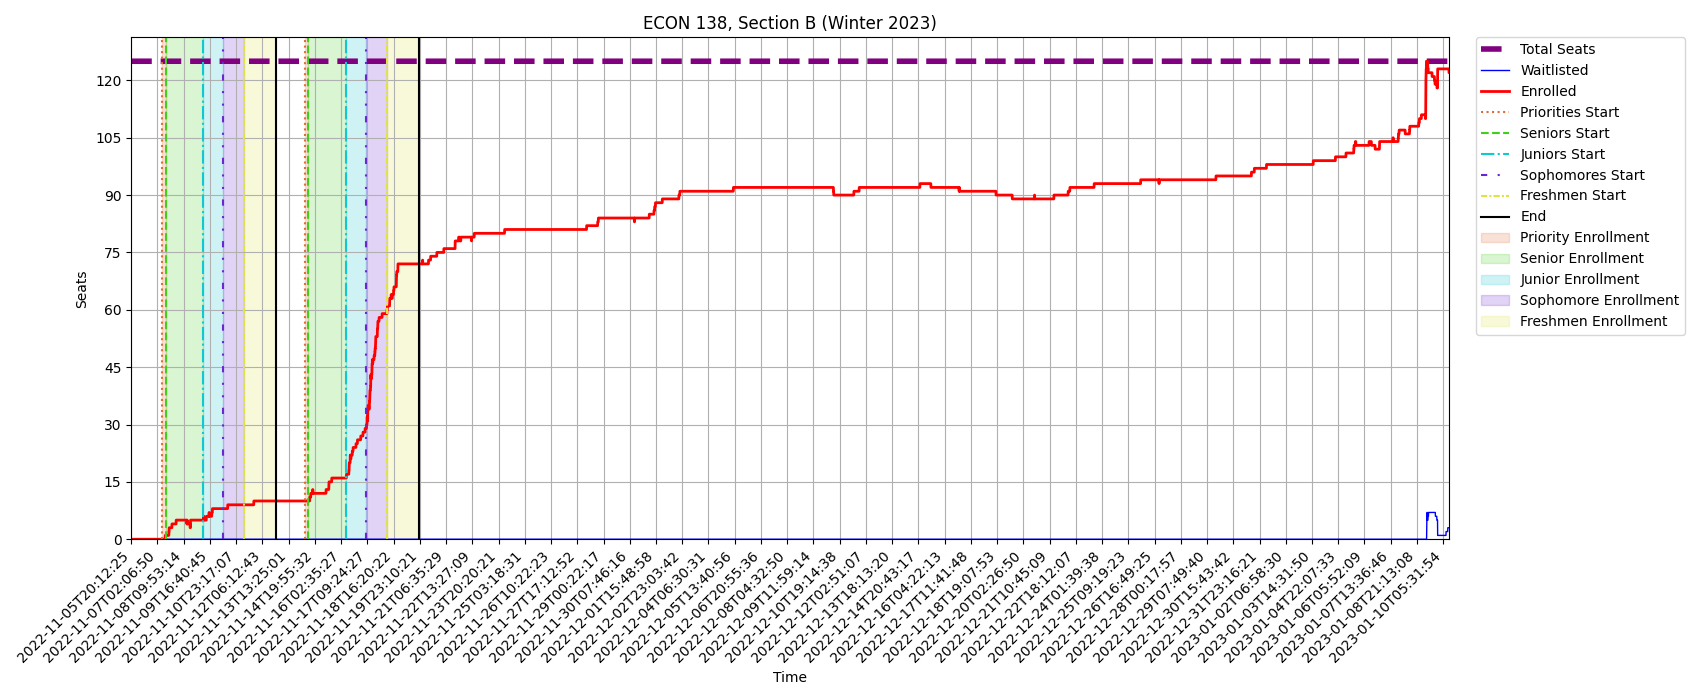 ECON 138, Section B (Winter 2023)
Seats
120
105
90
75
60
45
30
15
0
2022-11-05T20:12:25
2022-11-07T02:06:50
2022-11-08T09:53:14
2022-11-09T16:40:45
2022-11-10T23:17:07
2022-11-12T06:12:43
2022-11-13T13:25:01
2022-11-14T19:55:32
2022-11-16T02:35:27
2022-11-17T09:24:27
2022-11-18T16:20:22
2022-11-19T23:10:21
2022-11-21T06:35:29
2022-11-22T13:27:09
2022-11-23T20:20:21
2022-11-25T03:18:31
2022-11-26T10:22:23
2022-11-27T17:12:52
2022-11-29T00:22:17
2022-11-30T07:46:16
2022-12-01T15:48:56
2022-12-02T23:03:42
2022-12-04T06:30:31
2022-12-05T13:40:56
2022-12-06T20:55:36
2022-12-08T04:32:50
2022-12-09T11:59:14
2022-12-10T19:14:38
2022-12-12T02:51:07
2022-12-13T18:13:20
2022-12-14T10:43:17
2022-12-16T04:22:13
2022-12-17T11:41:48
2022-12-18T19:07:53
2022-12-20T02:26:50
2022-12-21T10:45:09
2022-12-22T18:12:07
2022-12-24T01:39:38
2022-12-25T09:19:23
2022-12-26T16:49:25
2022-12-28T00:17:57
2022-12-29T07:49:40
2022-12-30T15:43:42
2022-12-31T23:16:21
2023-01-02T06:58:30
2023-01-03T14:31:50
2023-01-04T22:07:33
2023-01-06T05:52:09
2023-01-07T13:36:46
2023-01-08T21:13:08
2023-01-10T05:31:54
Time
Total Seats
Waitlisted
Enrolled
Priorities Start
Seniors Start
Juniors Start
Sophomores Start
Freshmen Start
End
Priority Enrollment
Senior Enrollment
Junior Enrollment
Sophomore Enrollment
Freshmen Enrollment